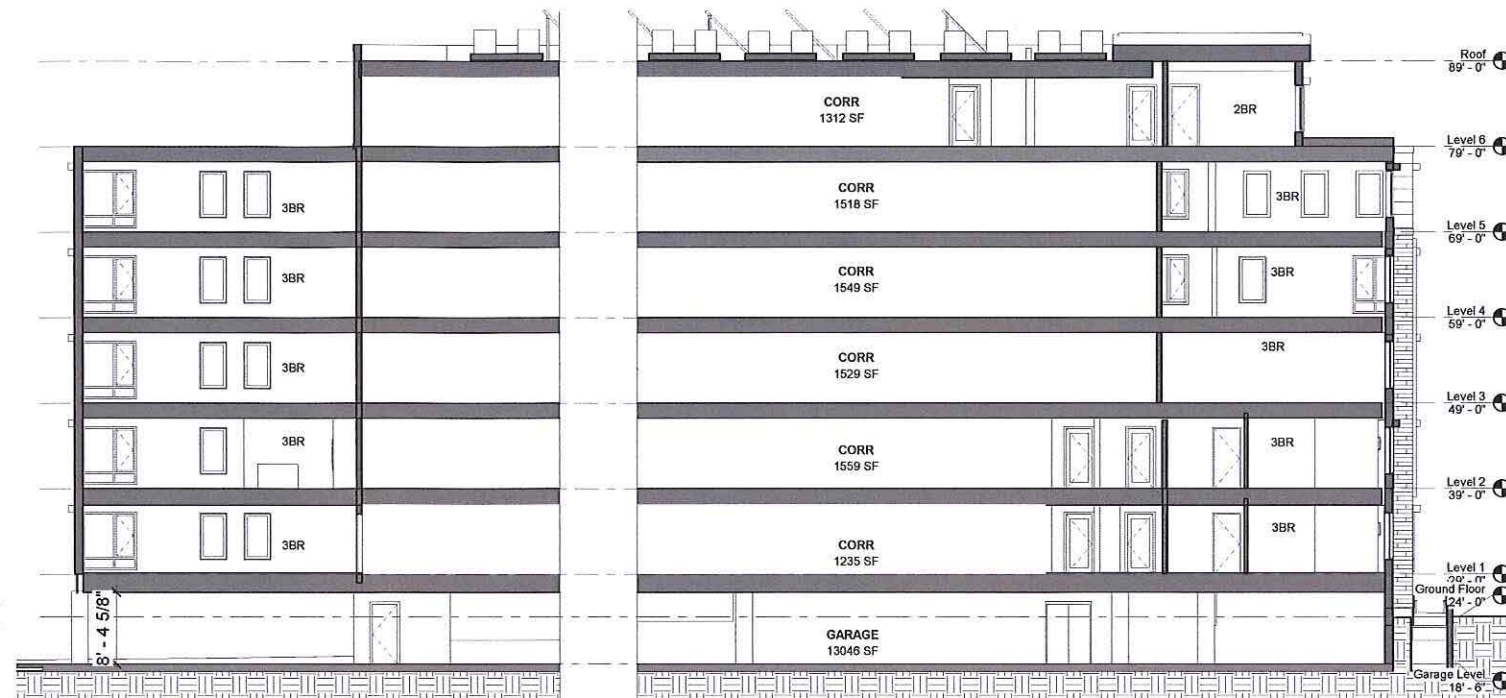 Roof
89' - 0"
CORR
1312 SF
2BR
Level 6
79' - 0"
3BR
CORR
1518 SF
3BR
Level 5
69' - 0"
3BR
CORR
1549 SF
3BR
Level 4
59' - 0"
3BR
CORR
1529 SF
3BR
Level 3
49' - 0"
3BR
CORR
1559 SF
3BR
Level 2
39' - 0"
3BR
CORR
1235 SF
3BR
Level 1
29' - 0"
Ground Floor
24' - 0"
8' - 4 5/8"
GARAGE
13046 SF
Garage Level
18' - 6"